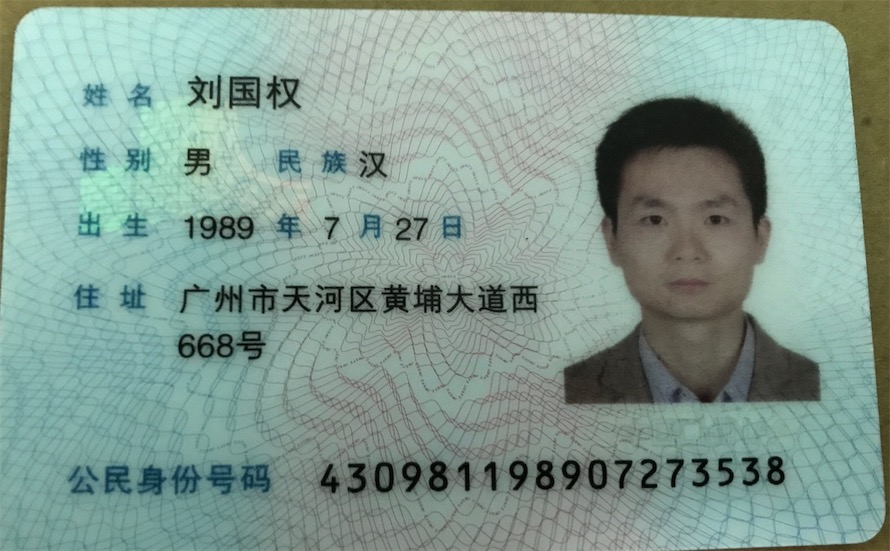 姓名 刘国权
性别 男 民族 汉
出生 1989 年 7 月 27 日
住址 广州市天河区黄埔大道西
668号
公民身份号码 430981198907273538